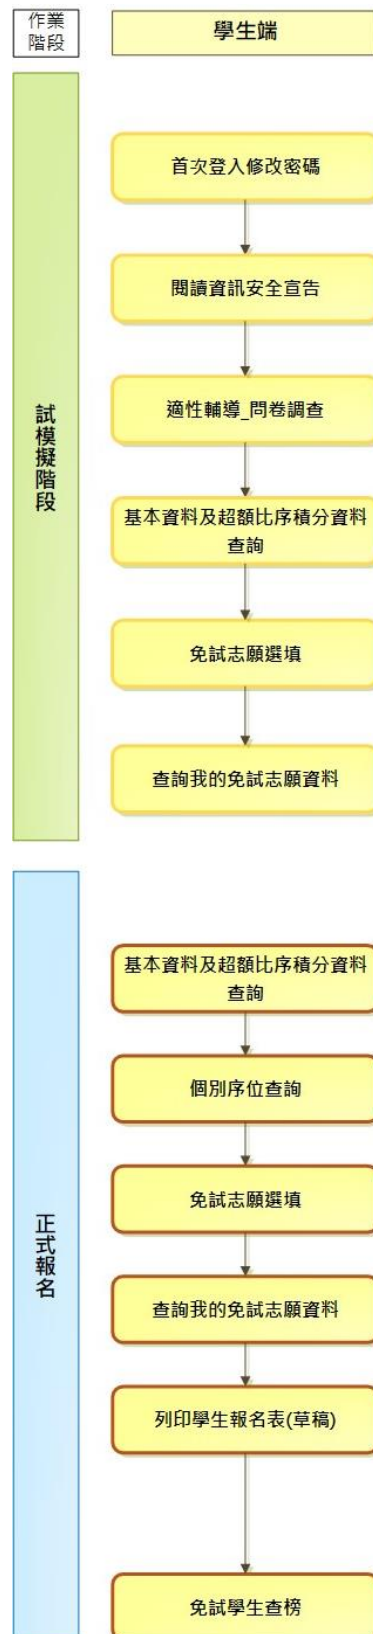 作業
階段
學生端
試模擬階段
首次登入修改密碼
閱讀資訊安全宣告
適性輔導_問卷調查
基本資料及超額比序積分資料
查詢
免試志願選填
查詢我的免試志願資料
正式報名
基本資料及超額比序積分資料
查詢
個別序位查詢
免試志願選填
查詢我的免試志願資料
列印學生報名表(草稿)
免試學生查榜